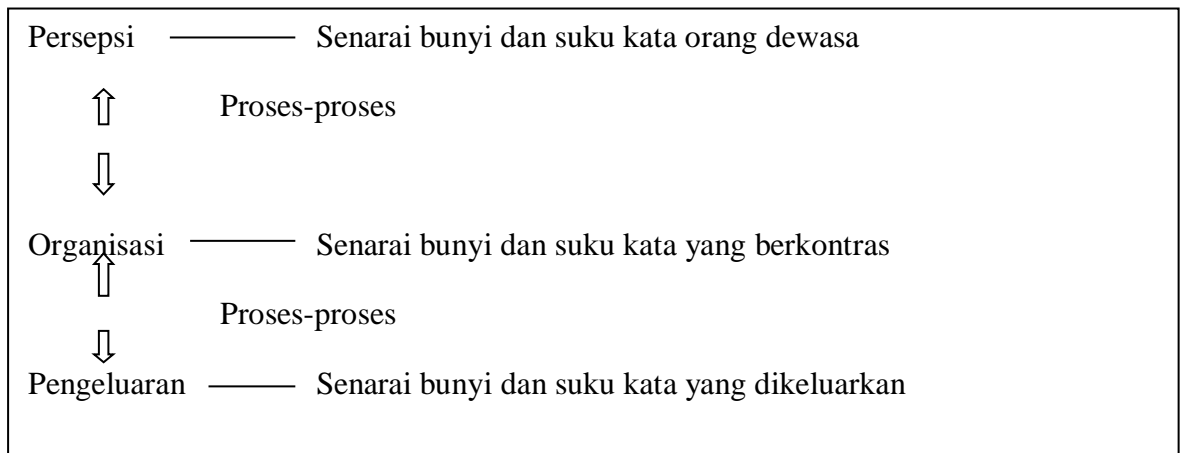 Persepsi Senarai bunyi dan suku kata orang dewasa
Proses-proses
Organisasi Senarai bunyi dan suku kata yang berkontras
Proses-proses
Pengeluaran Senarai bunyi dan suku kata yang dikeluarkan